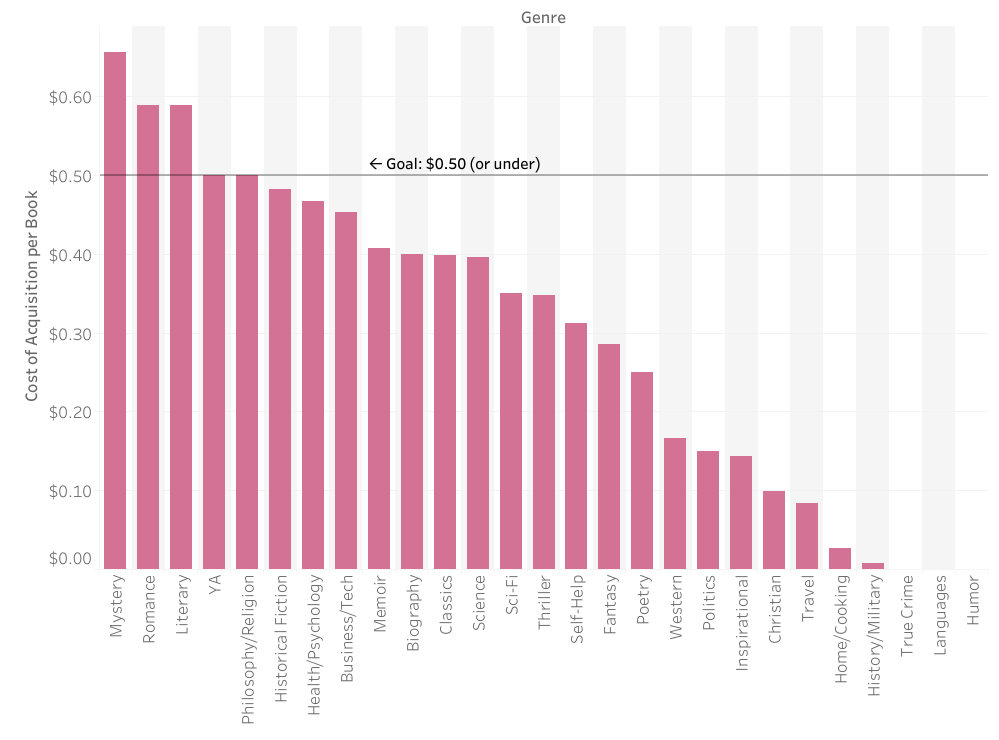 Genre
Cost of Acquisition per Book
$0.60
$0.50
$0.40
$0.30
$0.20
$0.10
$0.00
← Goal: $0.50 (or under)
Mystery
Romance
Literary
YA
Philosophy/Religion
Historical Fiction
Health/Psychology
Business/Tech
Memoir
Biography
Classics
Science
Sci-Fi
Thriller
Self-Help
Fantasy
Poetry
Western
Politics
Inspirational
Christian
Travel
Home/Cooking
History/Military
True Crime
Languages
Humor